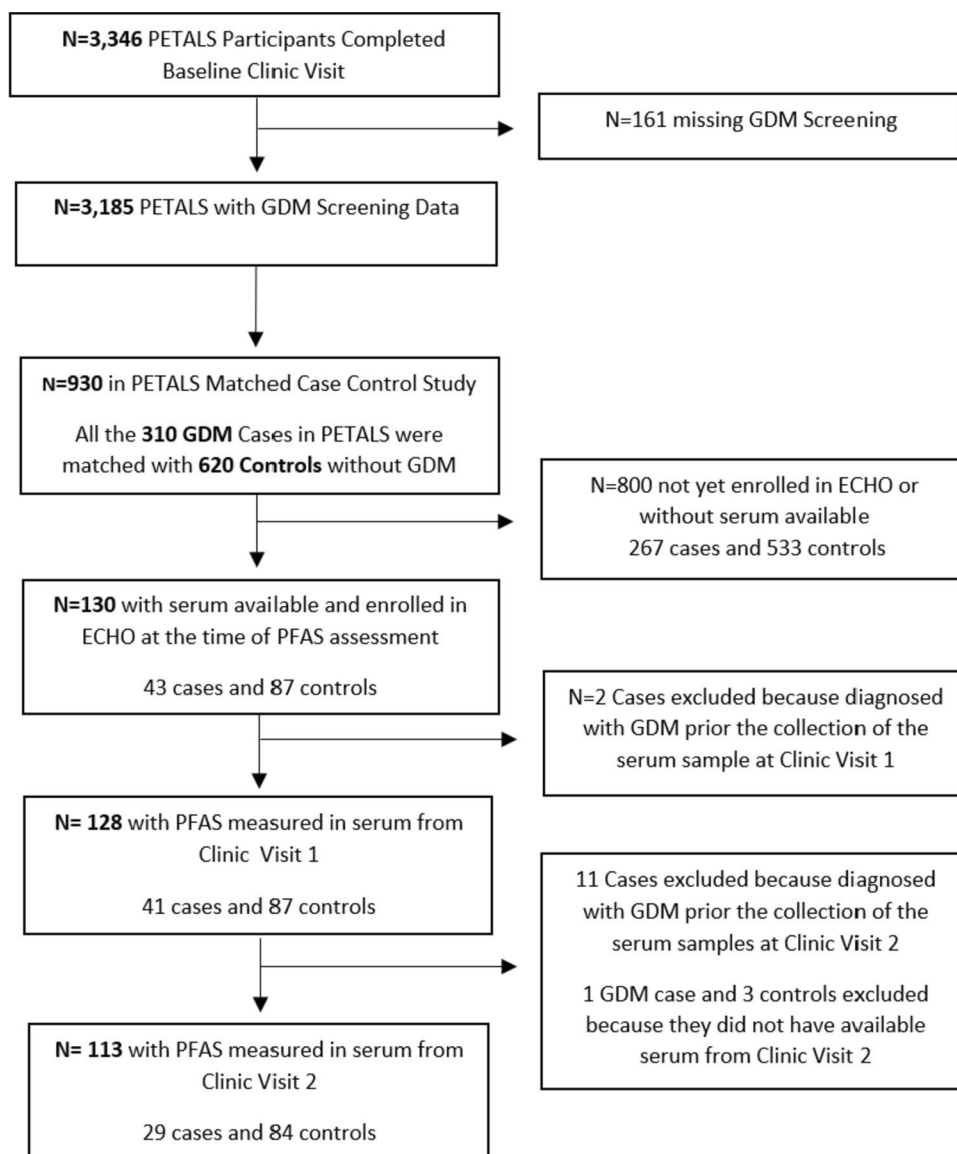 N=3,346 PETALS Participants Completed
Baseline Clinic Visit
N=161 missing GDM Screening
N=3,185 PETALS with GDM Screening Data
N=930 in PETALS Matched Case Control Study
All the 310 GDM Cases in PETALS were
matched with 620 Controls without GDM
N=800 not yet enrolled in ECHO or
without serum available
267 cases and 533 controls
N=130 with serum available and enrolled in
ECHO at the time of PFAS assessment
43 cases and 87 controls
N=2 Cases excluded because diagnosed
with GDM prior the collection of the
serum sample at Clinic Visit 1
N= 128 with PFAS measured in serum from
Clinic Visit 1
41 cases and 87 controls
11 Cases excluded because diagnosed
with GDM prior the collection of the
serum samples at Clinic Visit 2
1 GDM case and 3 controls excluded
because they did not have available
serum from Clinic Visit 2
N= 113 with PFAS measured in serum from
Clinic Visit 2
29 cases and 84 controls